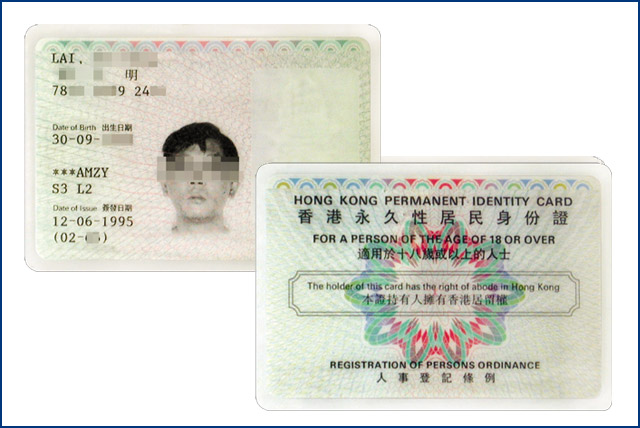 LAI,
明
78 9 24
Date of Birth 出生日期
30-09-
***AMZY
S3 L2
Date of Issue 簽發日期
12-06-1995
(02- )
HONG KONG PERMANENT IDENTITY CARD
香港永久性居民身份證
FOR A PERSON OF THE AGE OF 18 OR OVER
適用於十八歲或以上的人士
The holder of this card has the right of abode in Hong Kong
本證持有人擁有香港居留權
REGISTRATION OF PERSONS ORDINANCE
人事登記條例